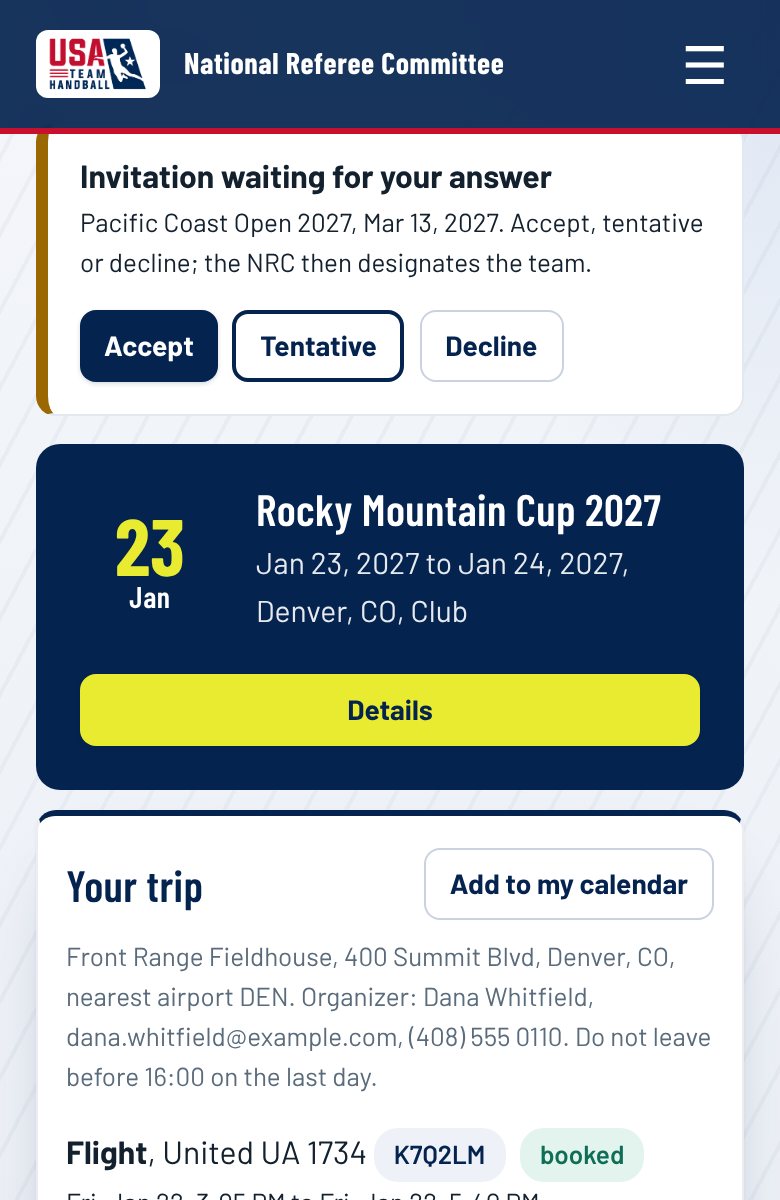 USA
TEAM
HANDBALL
National Referee Committee
☰
Invitation waiting for your answer
Pacific Coast Open 2027, Mar 13, 2027. Accept, tentative
or decline; the NRC then designates the team.
Accept Tentative Decline
23
Jan
Rocky Mountain Cup 2027
Jan 23, 2027 to Jan 24, 2027,
Denver, CO, Club
Details
Your trip
Add to my calendar
Front Range Fieldhouse, 400 Summit Blvd, Denver, CO,
nearest airport DEN. Organizer: Dana Whitfield,
dana.whitfield@example.com, (408) 555 0110. Do not leave
before 16:00 on the last day.
Flight, United UA 1734 K7Q2LM booked